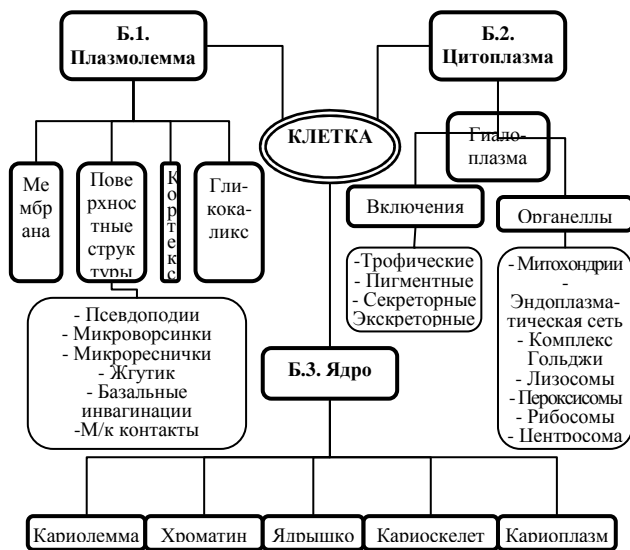 Б.1.
Плазмолемма
Б.2.
Цитоплазма
КЛЕТКА
Гиало-
плазма
Ме
мбр
ана
Пове
рхнос
тные
струк
туры
К
о
р
т
е
к
с
Гли-
кока-
ликс
Включения
Органеллы
-Трофические
- Пигментные
- Секреторные
Экскреторные
- Митохондрии
-
Эндоплазма-
тическая сеть
- Комплекс
Гольджи
- Лизосомы
-Пероксисомы
- Рибосомы
- Центросома
- Псевдоподии
- Микроворсинки
- Микрореснички
- Жгутик
- Базальные
инвагинации
-М/к контакты
Б.3. Ядро
Кариолемма
Хроматин
Ядрышко
Кариоскелет
Кариоплазм